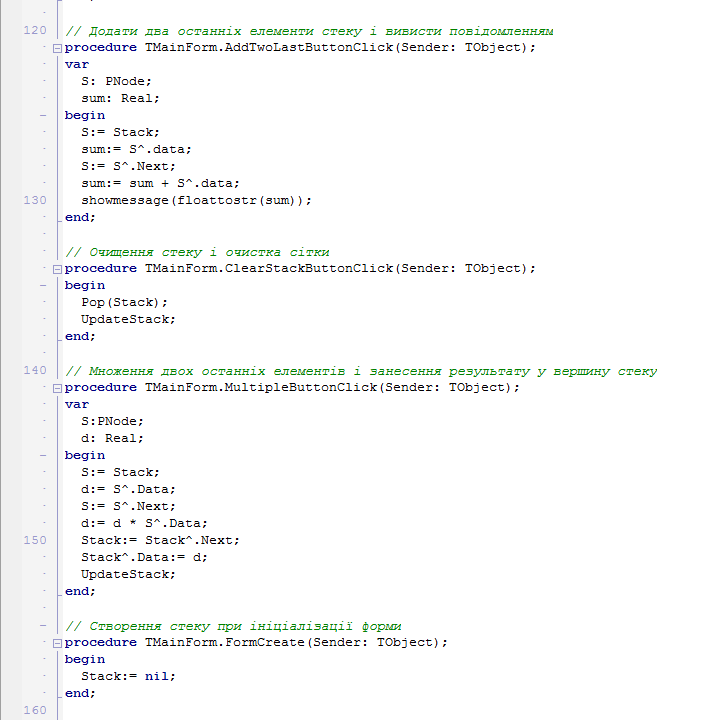 120 // Додати два останніх елементи стеку і вивисти повідомленням
procedure TMainForm.AddTwoLastButtonClick(Sender: TObject);
var
S: PNode;
sum: Real;
begin
S:= Stack;
sum:= S^.data;
S:= S^.Next;
sum:= sum + S^.data;
130 showmessage(floattostr(sum));
end;
// Очищення стеку і очистка сітки
procedure TMainForm.ClearStackButtonClick(Sender: TObject);
begin
Pop(Stack);
UpdateStack;
end;
140 // Множення двох останніх елементів і занесення результату у вершину стеку
procedure TMainForm.MultipleButtonClick(Sender: TObject);
var
S:PNode;
d: Real;
begin
S:= Stack;
d:= S^.Data;
S:= S^.Next;
d:= d * S^.Data;
150 Stack:= Stack^.Next;
Stack^.Data:= d;
UpdateStack;
end;
// Створення стеку при ініціалізації форми
procedure TMainForm.FormCreate(Sender: TObject);
begin
Stack:= nil;
end;
160